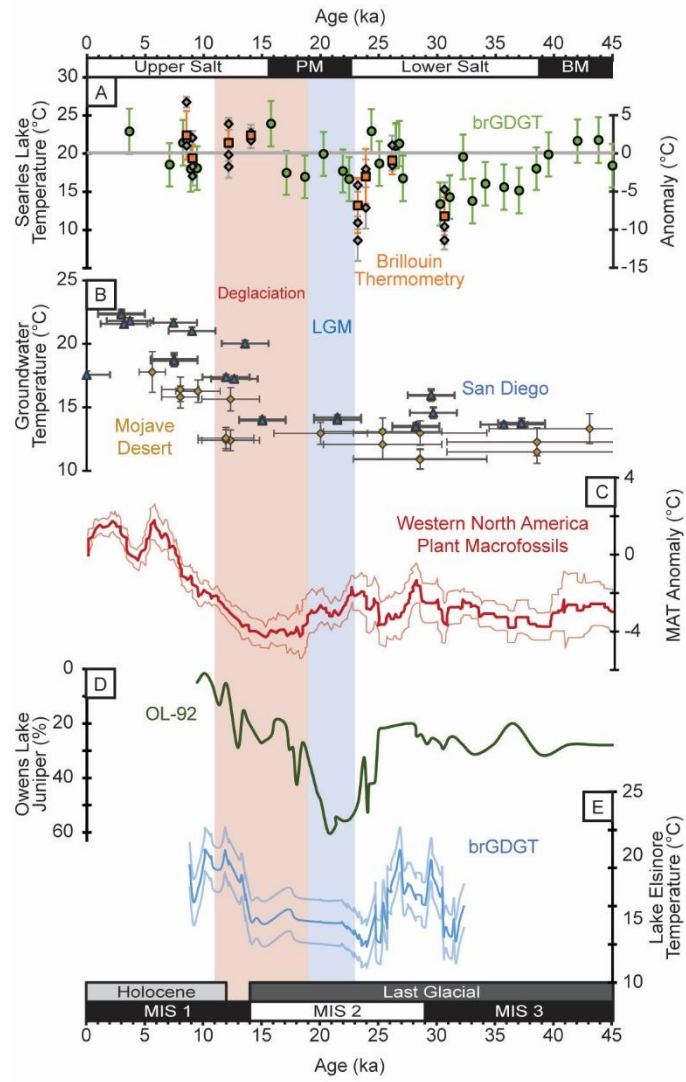 Age (ka)
0 5 10 15 20 25 30 35 40 45
Upper Salt PM Lower Salt BM
A
30
25
20
15
10
Searles Lake
Temperature (°C)
brGDGT
5
0
-5
-10
-15
Anomaly (°C)
Brillouin
Thermometry
B
25
20
15
10
Groundwater
Temperature (°C)
Deglaciation
LGM
San Diego
Mojave
Desert
C
4
0
-4
MAT Anomaly (°C)
Western North America
Plant Macrofossils
D
0
20
40
60
Owens Lake
Juniper (%)
OL-92
E
25
20
15
10
Lake Elsinore
Temperature (°C)
brGDGT
Holocene Last Glacial
MIS 1 MIS 2 MIS 3
0 5 10 15 20 25 30 35 40 45
Age (ka)